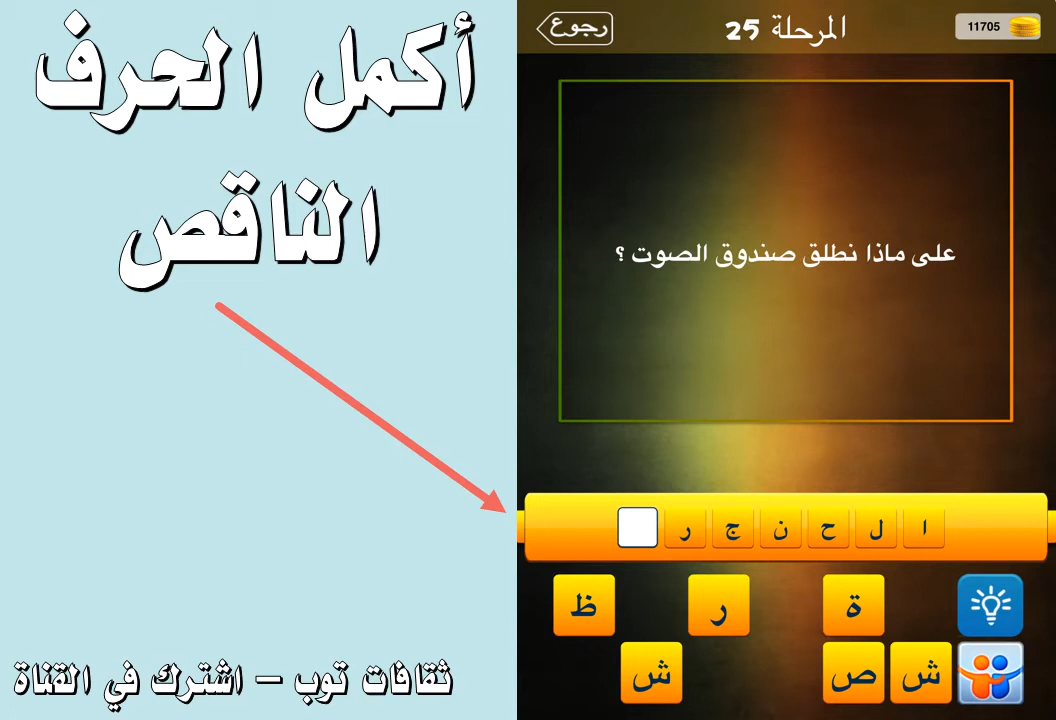 أكمل الحرف
الناقص
ثقافات توب – اشترك في القناة
رجوع
المرحلة 25
11705
على ماذا نطلق صندوق الصوت ؟
ا ل ح ن ج ر
ة ر ظ
ش ص ش